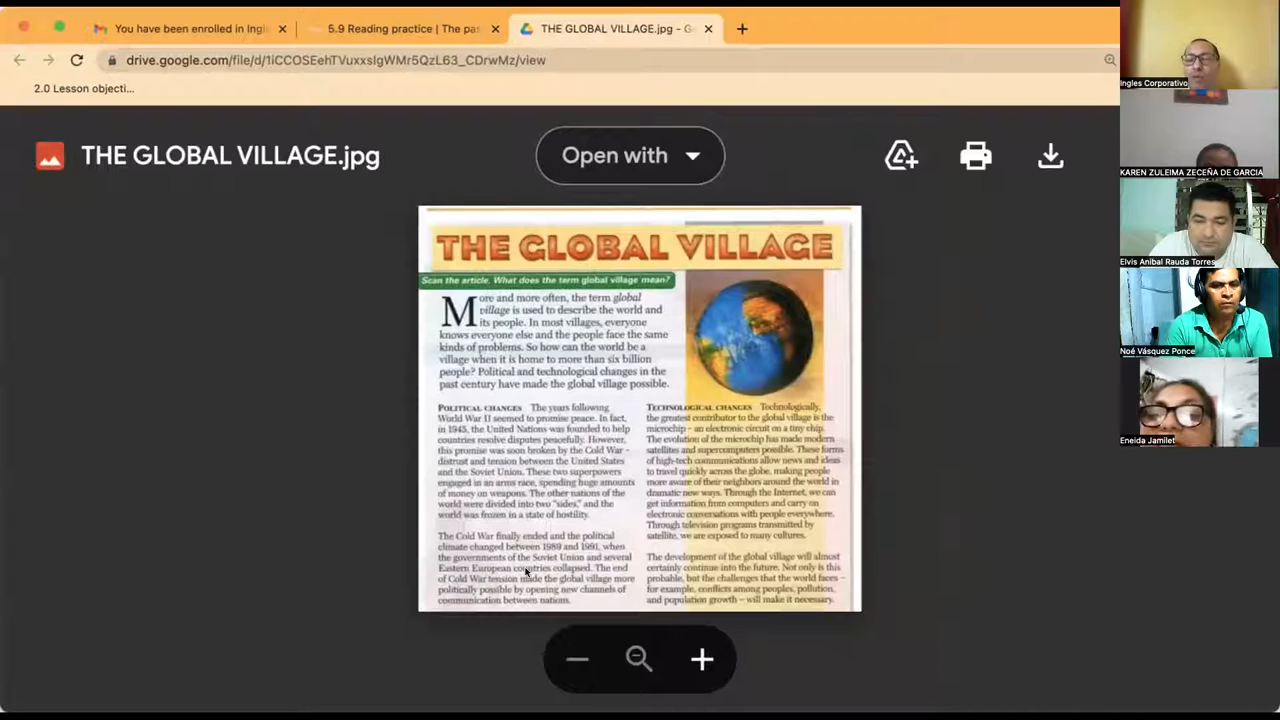 You have been enrolled in Ingl
5.9 Reading practice | The pas
THE GLOBAL VILLAGE.jpg - G
drive.google.com/file/d/1iCCOSEehTVuxxsIgWMr5QzL63_CDrwMz/view
2.0 Lesson objecti...
THE GLOBAL VILLAGE.jpg
Open with
THE GLOBAL VILLAGE
Scan the article. What does the term global village mean?
More and more often, the term global
village is used to describe the world and
its people. In most villages, everyone
knows everyone else and the people face the same
kinds of problems. So how can the world be a
village when it is home to more than six billion
people? Political and technological changes in the
past century have made the global village possible.
POLITICAL CHANGES The years following
World War II seemed to promise peace. In fact,
in 1945, the United Nations was founded to help
countries resolve disputes peacefully. However,
this promise was soon broken by the Cold War –
distrust and tension between the United States
and the Soviet Union. These two superpowers
engaged in an arms race, spending huge amounts
of money on weapons. The other nations of the
world were divided into two "sides," and the
world was frozen in a state of hostility.
The Cold War finally ended and the political
climate changed between 1989 and 1991, when
the governments of the Soviet Union and several
Eastern European countries collapsed. The end
of Cold War tension made the global village more
politically possible by opening new channels of
communication between nations.
TECHNOLOGICAL CHANGES Technologically,
the greatest contributor to the global village is the
microchip – an electronic circuit on a tiny chip.
The evolution of the microchip has made modern
satellites and supercomputers possible. These forms
of high-tech communications allow news and ideas
to travel quickly across the globe, making people
more aware of their neighbors around the world in
dramatic new ways. Through the Internet, we can
get information from computers and carry on
electronic conversations with people everywhere.
Through television programs transmitted by
satellite, we are exposed to many cultures.
The development of the global village will almost
certainly continue into the future. Not only is this
probable, but the challenges that the world faces –
for example, conflicts among peoples, pollution,
and population growth – will make it necessary.
Ingles Corporativo
KAREN ZULEIMA ZECEÑA DE GARCIA
Elvis Anibal Rauda Torres
Noé Vásquez Ponce
Eneida Jamilet